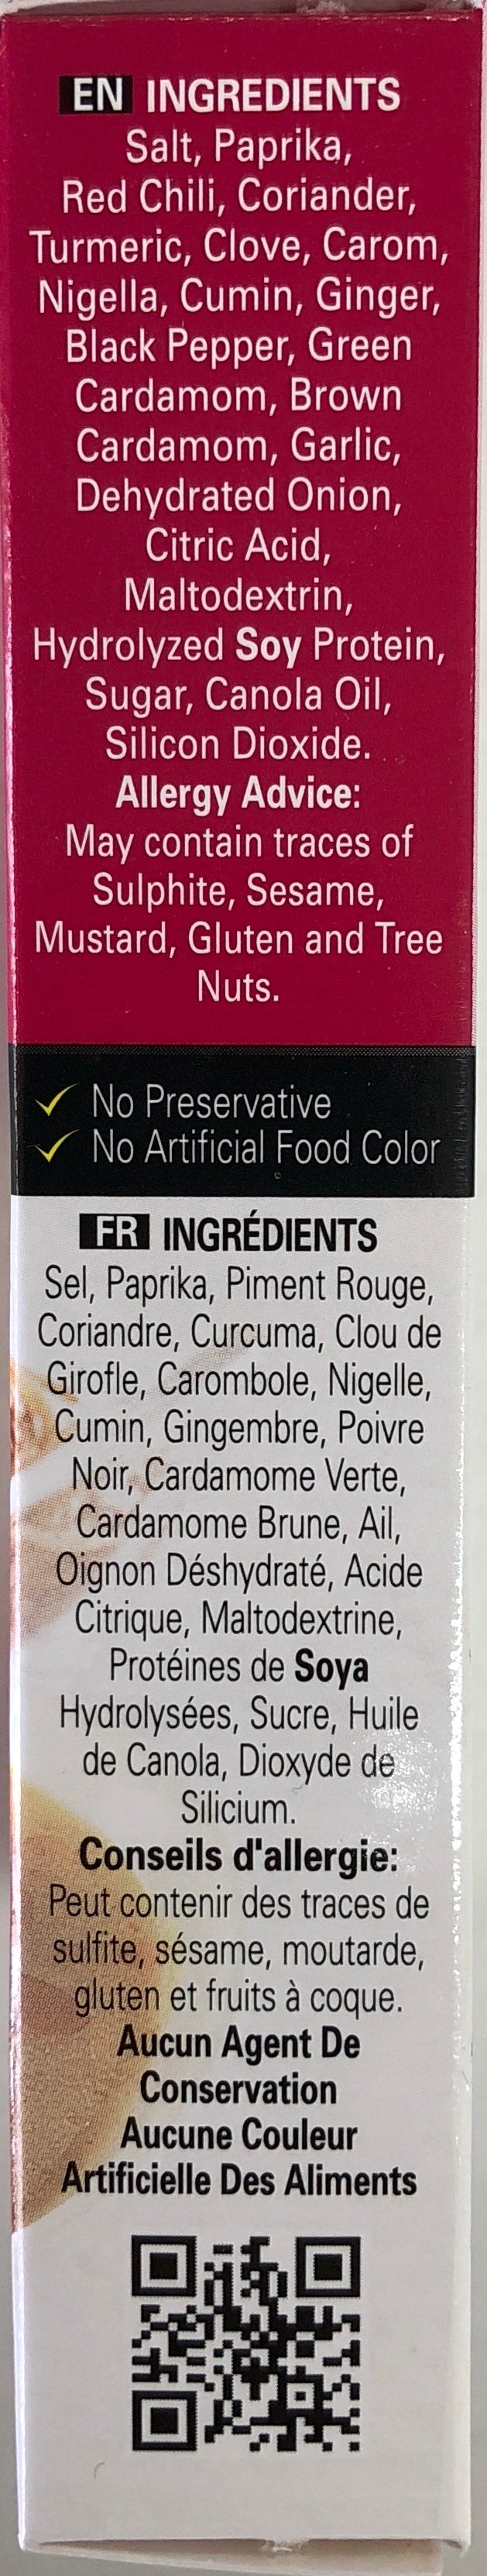 EN INGREDIENTS
Salt, Paprika,
Red Chili, Coriander,
Turmeric, Clove, Carom,
Nigella, Cumin, Ginger,
Black Pepper, Green
Cardamom, Brown
Cardamom, Garlic,
Dehydrated Onion,
Citric Acid,
Maltodextrin,
Hydrolyzed Soy Protein,
Sugar, Canola Oil,
Silicon Dioxide.
Allergy Advice:
May contain traces of
Sulphite, Sesame,
Mustard, Gluten and Tree
Nuts.
No Preservative
No Artificial Food Color
FR INGRÉDIENTS
Sel, Paprika, Piment Rouge,
Coriandre, Curcuma, Clou de
Girofle, Carombole, Nigelle,
Cumin, Gingembre, Poivre
Noir, Cardamome Verte,
Cardamome Brune, Ail,
Oignon Déshydraté, Acide
Citrique, Maltodextrine,
Protéines de Soya
Hydrolysées, Sucre, Huile
de Canola, Dioxyde de
Silicium.
Conseils d'allergie:
Peut contenir des traces de
sulfite, sésame, moutarde,
gluten et fruits à coque.
Aucun Agent De
Conservation
Aucune Couleur
Artificielle Des Aliments